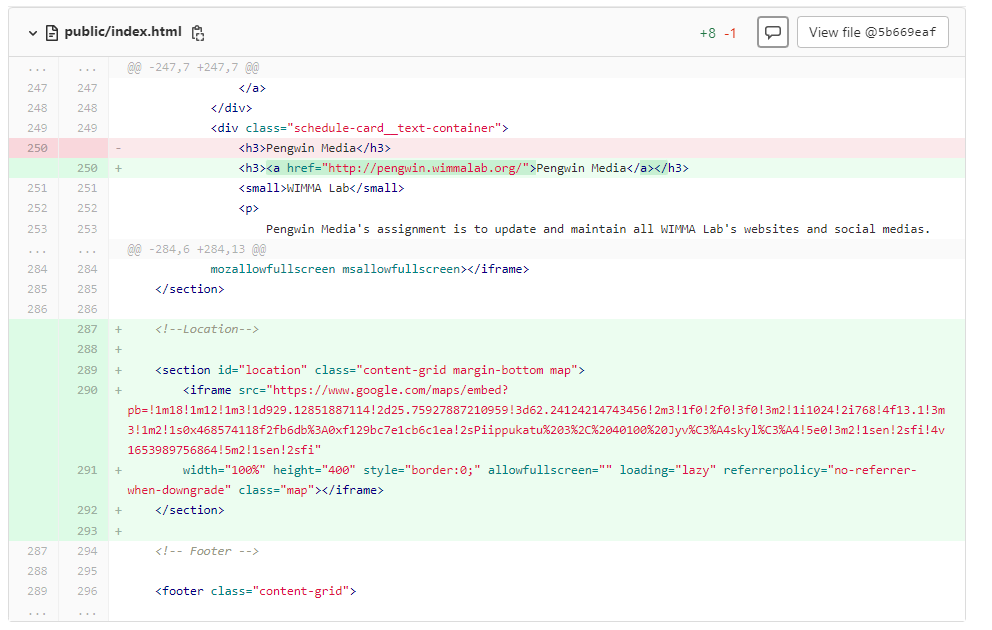 public/index.html +8 -1 View file @5b669eaf
... ... @@ -247,7 +247,7 @@
247 247 </a>
248 248 </div>
249 249 <div class="schedule-card__text-container">
250 - <h3>Pengwin Media</h3>
250 + <h3><a href="http://pengwin.wimmalab.org/">Pengwin Media</a></h3>
251 251 <small>WIMMA Lab</small>
252 252 <p>
253 253 Pengwin Media's assignment is to update and maintain all WIMMA Lab's websites and social medias.
... ... @@ -284,6 +284,13 @@
284 284 mozallowfullscreen msallowfullscreen></iframe>
285 285 </section>
286 286
287 + <!--Location-->
288 +
289 + <section id="location" class="content-grid margin-bottom map">
290 + <iframe src="https://www.google.com/maps/embed?
pb=!1m18!1m12!1m3!1d929.12851887114!2d25.75927887210959!3d62.24124214743456!2m3!1f0!2f0!3f0!3m2!1i1024!2i768!4f13.1!3m
3!1m2!1s0x468574118f2fb6db%3A0xf129bc7e1cb6c1ea!2sPiippukatu%203%2C%2040100%20Jyv%C3%A4skyl%C3%A4!5e0!3m2!1sen!2sfi!4v
1653989756864!5m2!1sen!2sfi"
291 + width="100%" height="400" style="border:0;" allowfullscreen="" loading="lazy" referrerpolicy="no-referrer-
when-downgrade" class="map"></iframe>
292 + </section>
293 +
287 294 <!-- Footer -->
288 295
289 296 <footer class="content-grid">
... ...